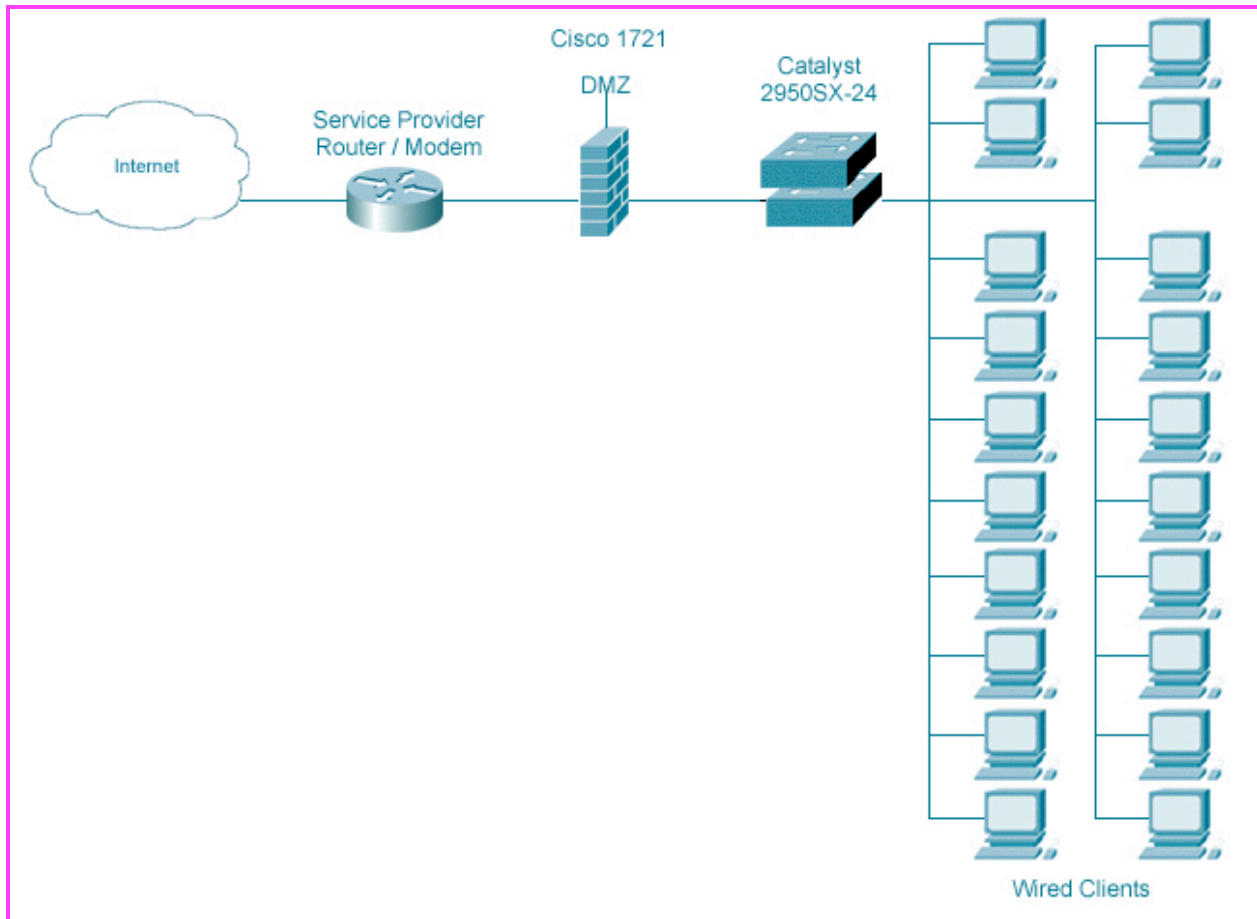 Cisco 1721
DMZ
Catalyst
2950SX-24
Service Provider
Router / Modem
Internet
Wired Clients